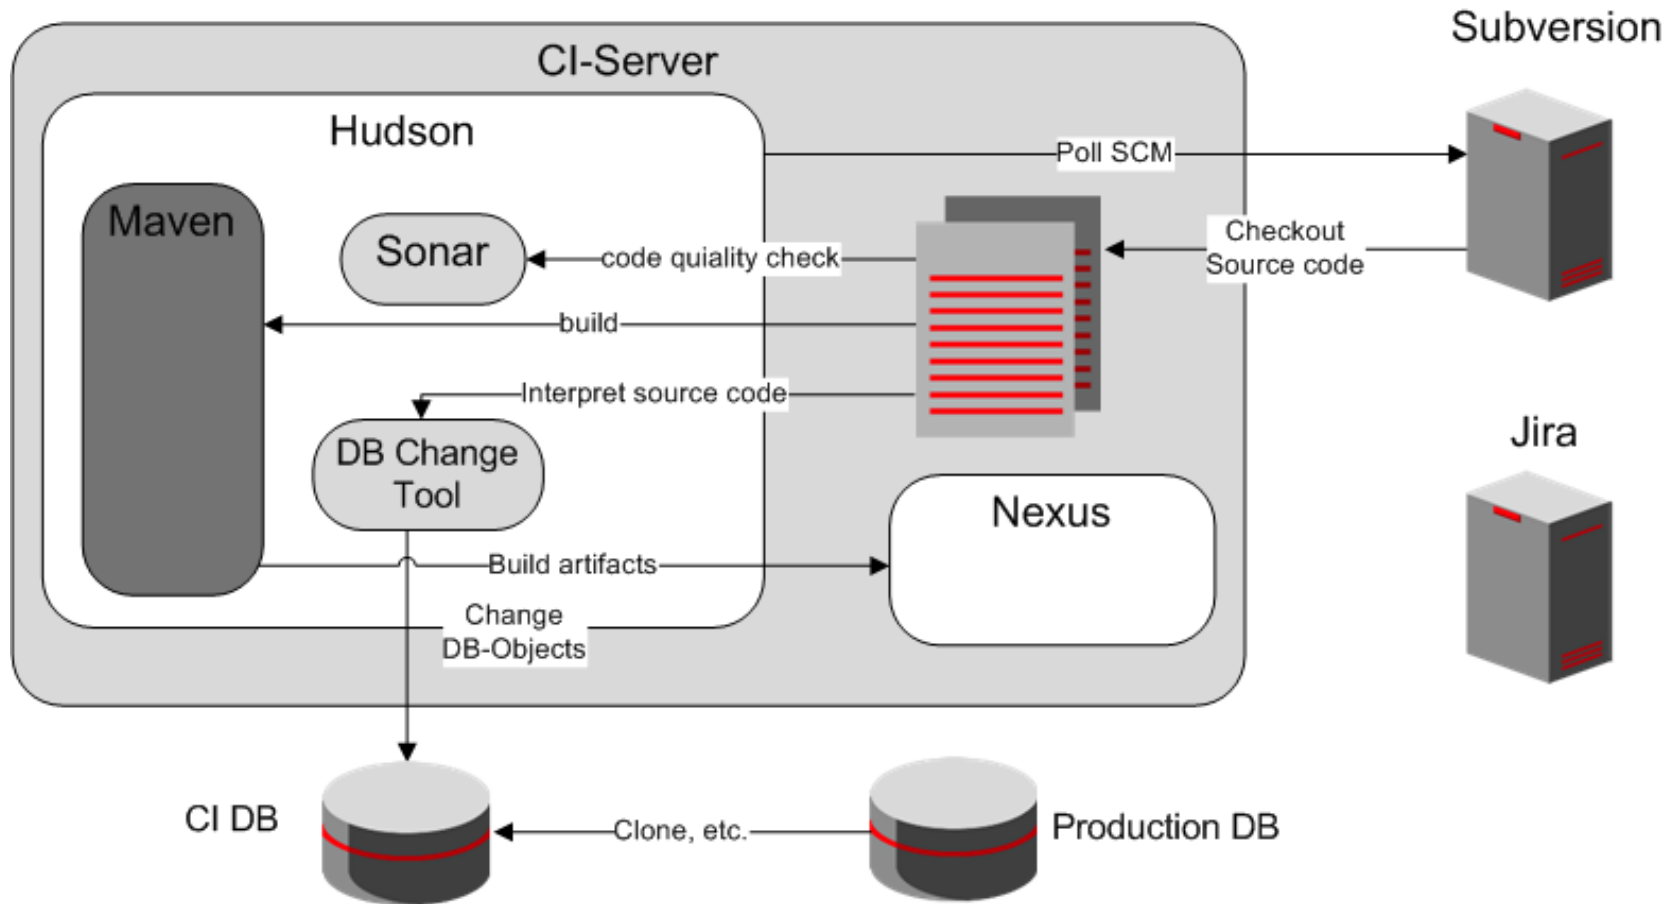 Subversion
CI-Server
Hudson
Poll SCM
Maven
Sonar
code quiality check
Checkout
Source code
build
Interpret source code
DB Change
Tool
Jira
Nexus
Build artifacts
Change
DB-Objects
CI DB
Clone, etc.
Production DB